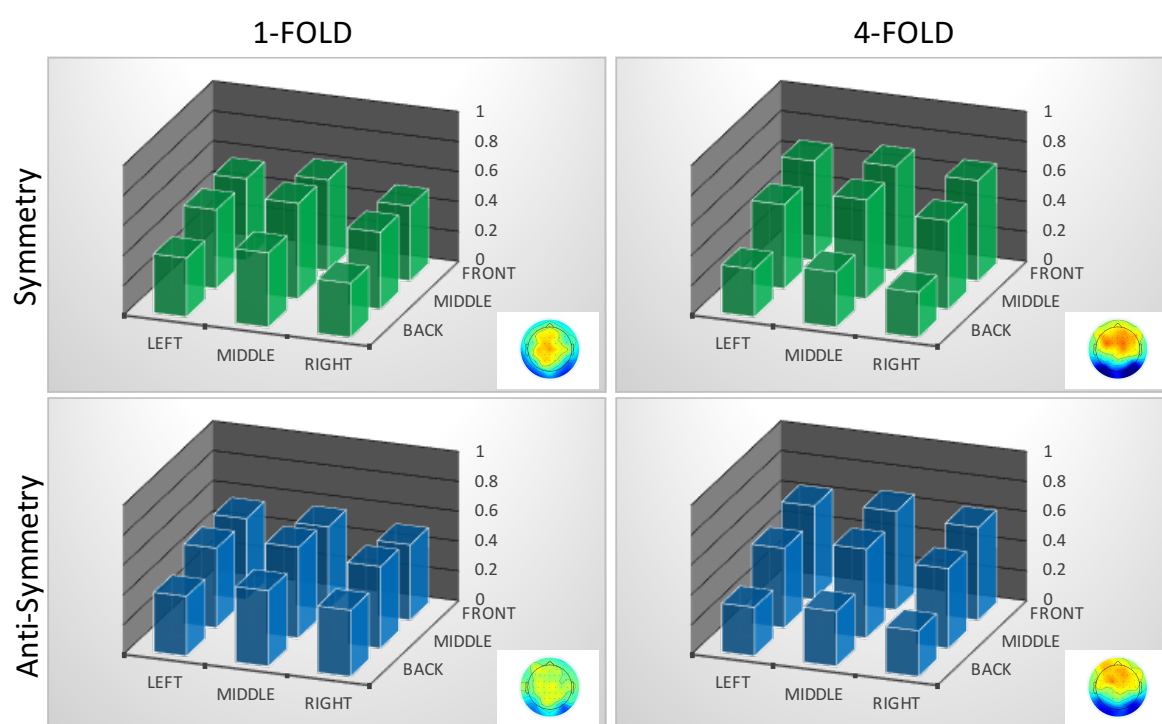 1-FOLD
4-FOLD
Symmetry
1
0.8
0.6
0.4
0.2
0
FRONT
MIDDLE
BACK
LEFT
MIDDLE
RIGHT
1
0.8
0.6
0.4
0.2
0
FRONT
MIDDLE
BACK
LEFT
MIDDLE
RIGHT
Anti-Symmetry
1
0.8
0.6
0.4
0.2
0
FRONT
MIDDLE
BACK
LEFT
MIDDLE
RIGHT
1
0.8
0.6
0.4
0.2
0
FRONT
MIDDLE
BACK
LEFT
MIDDLE
RIGHT